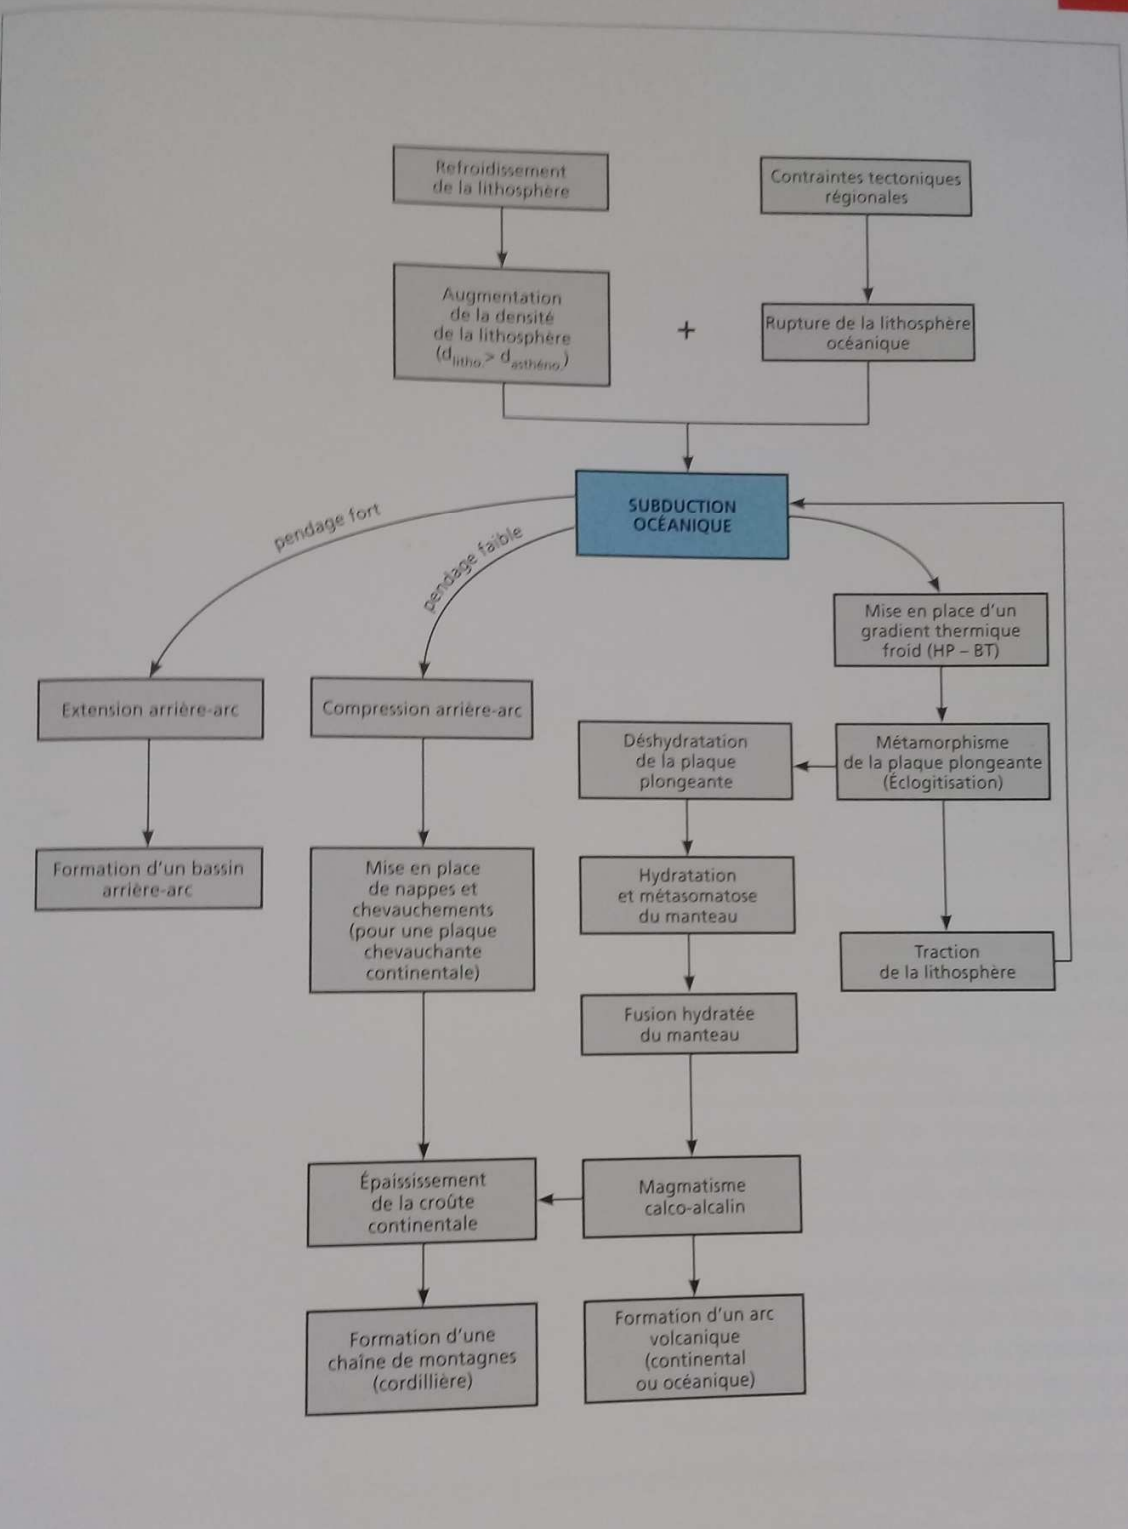 Refroidissement
de la lithosphère
Contraintes tectoniques
régionales
Augmentation
de la densité
de la lithosphère
(d litho. > d asthéno.)
+
Rupture de la lithosphère
océanique
SUBDUCTION
OCÉANIQUE
pendage fort
pendage faible
Mise en place d'un
gradient thermique
froid (HP – BT)
Extension arrière-arc
Compression arrière-arc
Déshydratation
de la plaque
plongeante
Métamorphisme
de la plaque plongeante
(Éclogitisation)
Formation d'un bassin
arrière-arc
Mise en place
de nappes et
chevauchements
(pour une plaque
chevauchante
continentale)
Hydratation
et métasomatose
du manteau
Traction
de la lithosphère
Fusion hydratée
du manteau
Épaississement
de la croûte
continentale
Magmatisme
calco-alcalin
Formation d'une
chaîne de montagnes
(cordillière)
Formation d'un arc
volcanique
(continental
ou océanique)